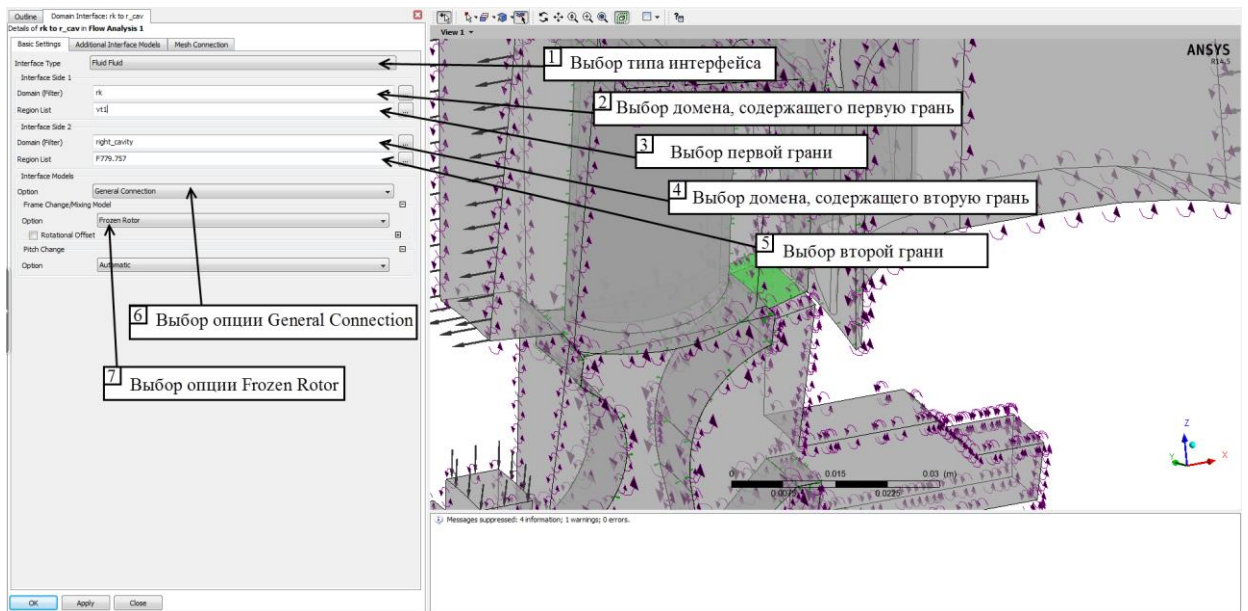 Outline
Domain Interface: rk to r_cav
Details of rk to r_cav in Flow Analysis 1
Basic Settings
Additional Interface Models
Mesh Connection
Interface Type
Fluid Fluid
Interface Side 1
Domain (Filter)
rk
...
Region List
vt1
...
Interface Side 2
Domain (Filter)
right_cavity
...
Region List
F779.757
...
Interface Models
Option
General Connection
Frame Change/Mixing Model
Option
Frozen Rotor
Rotational Offset
Pitch Change
Option
Automatic
OK
Apply
Close
View 1
ANSYS
R14.5
1 Выбор типа интерфейса
2 Выбор домена, содержащего первую грань
3 Выбор первой грани
4 Выбор домена, содержащего вторую грань
5 Выбор второй грани
6 Выбор опции General Connection
7 Выбор опции Frozen Rotor
Z
Y
X
0
0.015
0.03 (m)
0.0075
0.0225
Messages suppressed: 4 information; 1 warnings; 0 errors.